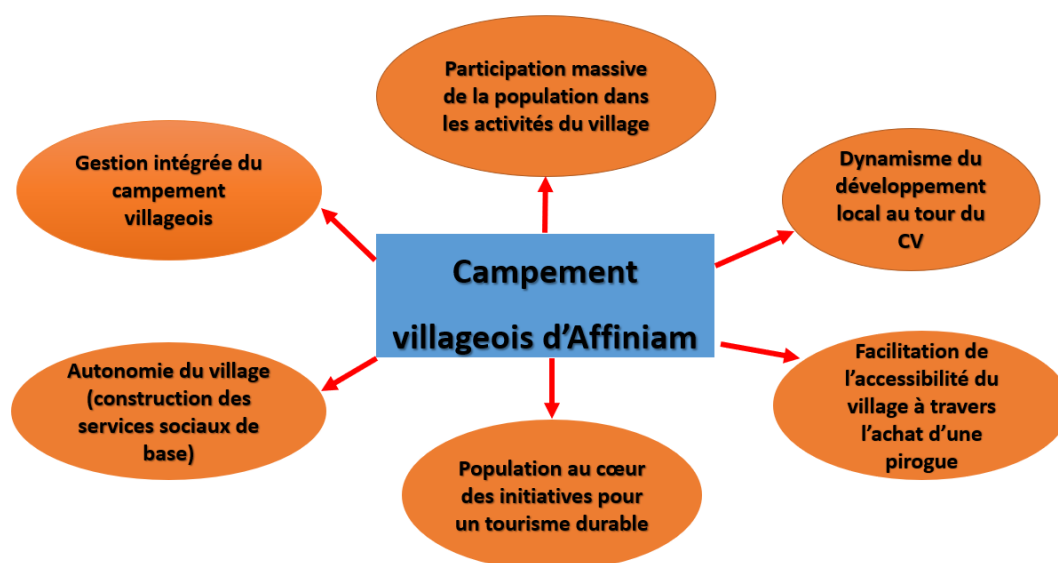 Participation massive
de la population dans
les activités du village
Gestion intégrée du
campement
villageois
Dynamisme du
développement
local au tour du
CV
Campement
villageois d’Affiniam
Autonomie du village
(construction des
services sociaux de
base)
Facilitation de
l’accessibilité du
village à travers
l’achat d’une
pirogue
Population au cœur
des initiatives pour
un tourisme durable